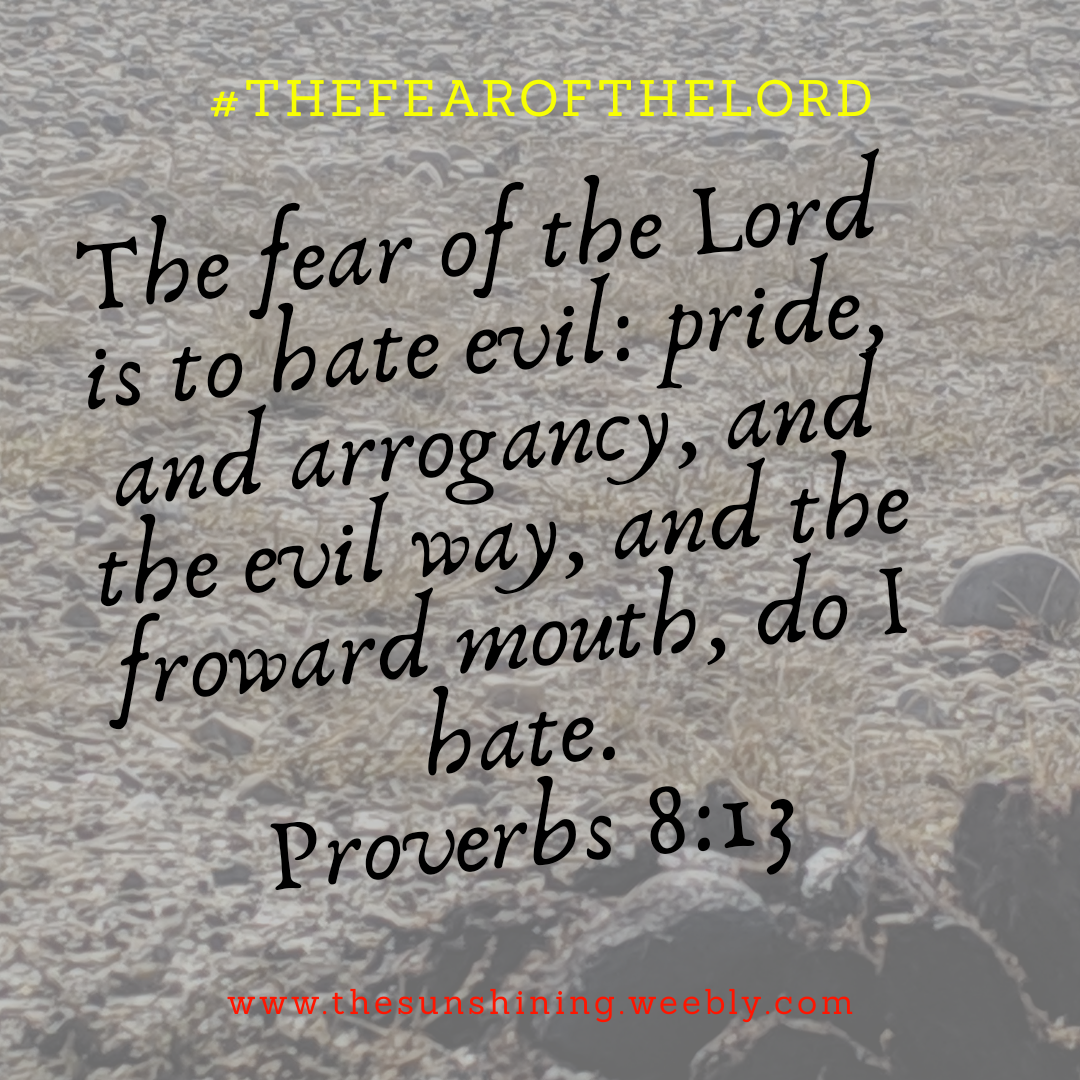 #THEFEAROFTHELORD
The fear of the Lord
is to hate evil: pride,
and arrogancy, and
the evil way, and the
froward mouth, do I
hate.
Proverbs 8:13
www.thesunshining.weebly.com